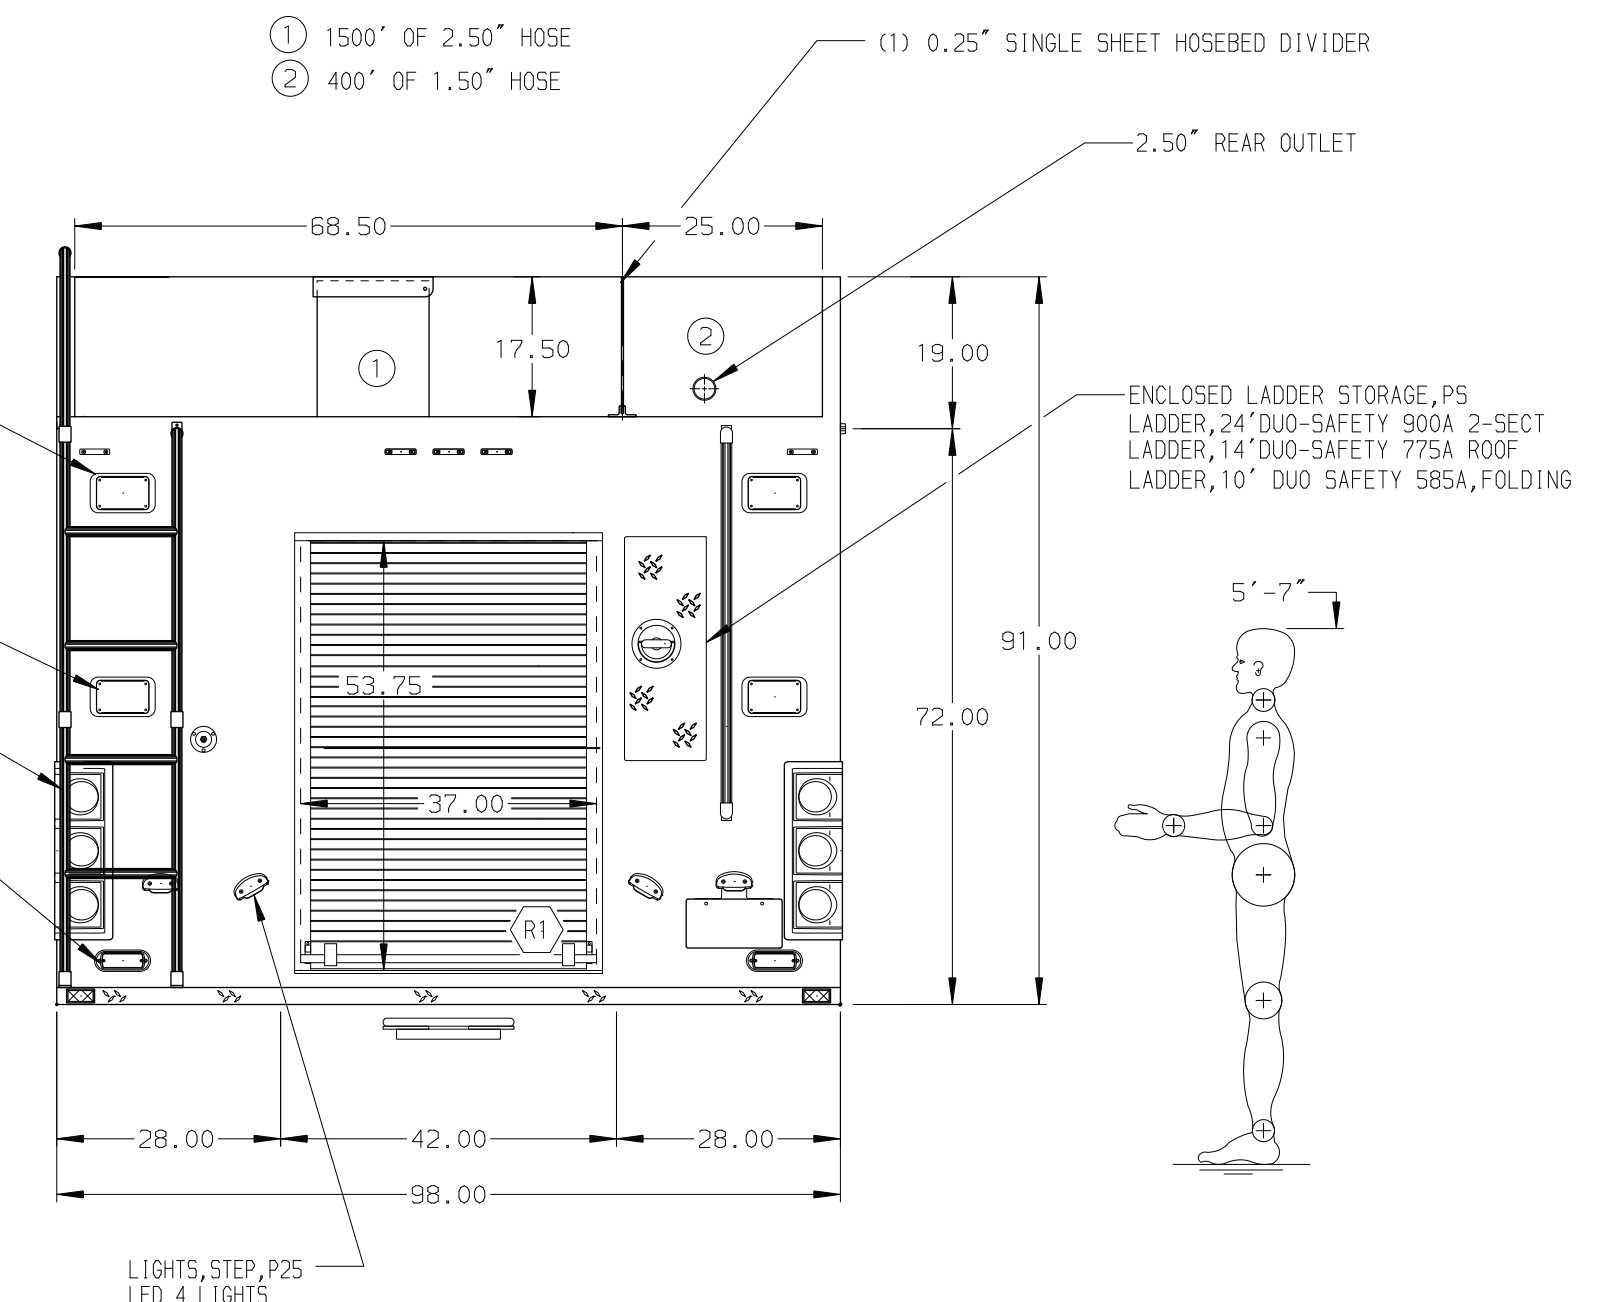 1 1500′ OF 2.50″ HOSE
2 400′ OF 1.50″ HOSE
(1) 0.25″ SINGLE SHEET HOSEBED DIVIDER
2.50″ REAR OUTLET
68.50
25.00
17.50
1
2
19.00
ENCLOSED LADDER STORAGE,PS
LADDER,24′DUO-SAFETY 900A 2-SECT
LADDER,14′DUO-SAFETY 775A ROOF
LADDER,10′ DUO SAFETY 585A,FOLDING
5′-7″
91.00
53.75
72.00
37.00
R1
28.00
42.00
28.00
98.00
LIGHTS,STEP,P25
LED 4 LIGHTS